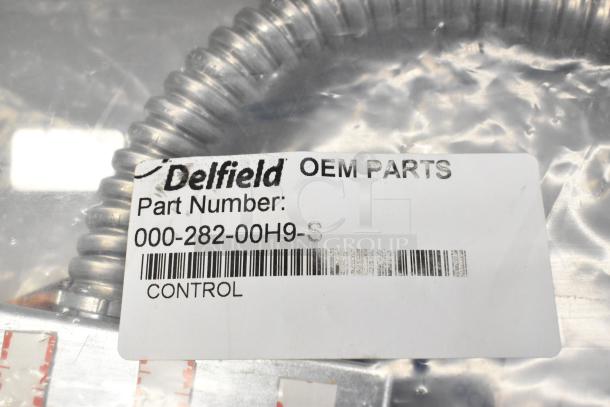 Delfield OEM PARTS
Part Number:
000-282-00H9-S
CONTROL